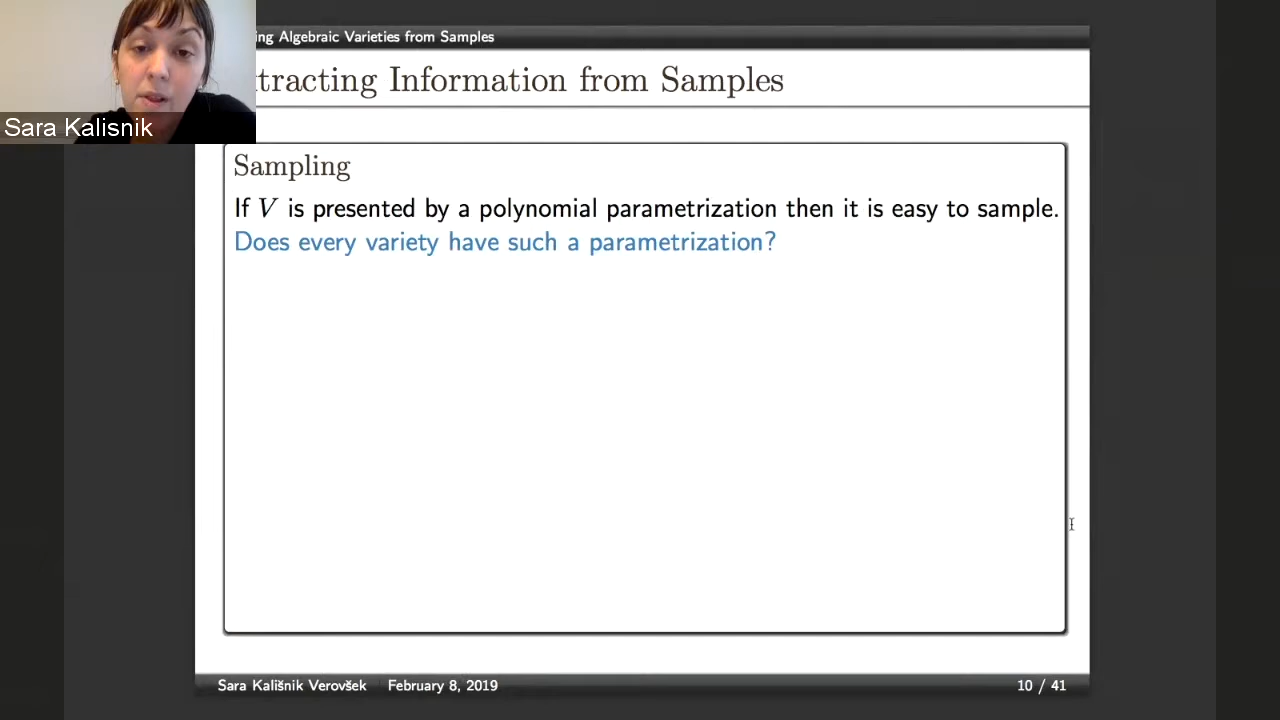 ing Algebraic Varieties from Samples
tracting Information from Samples
Sara Kalisnik
Sampling
If V is presented by a polynomial parametrization then it is easy to sample.
Does every variety have such a parametrization?
Sara Kališnik Verovšek February 8, 2019 10 / 41